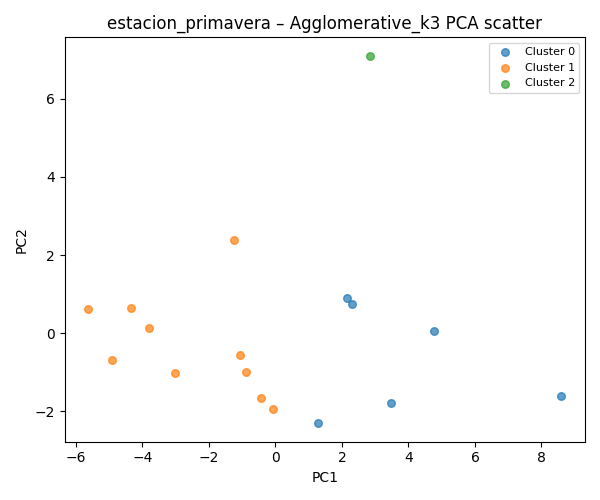 estacion_primavera – Agglomerative_k3 PCA scatter
Cluster 0
Cluster 1
Cluster 2
PC2
6
4
2
0
−2
−6
−4
−2
0
2
4
6
8
PC1